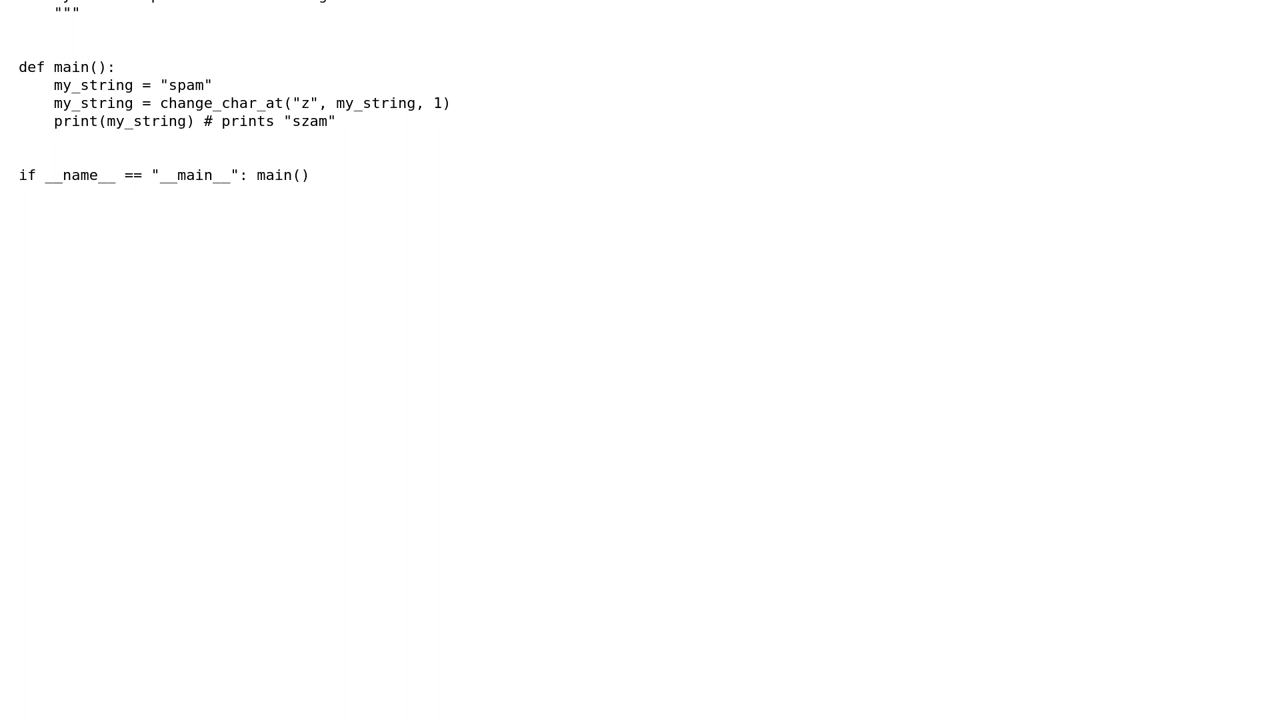 """
def main():
    my_string = "spam"
    my_string = change_char_at("z", my_string, 1)
    print(my_string) # prints "szam"
if __name__ == "__main__": main()